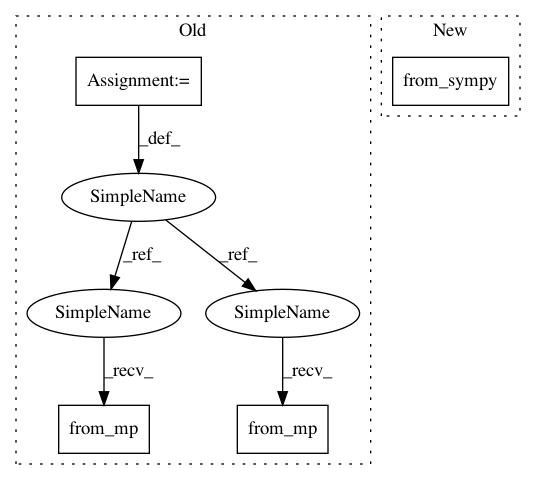 Old
New
Assignment:=
from_sympy
_def_
SimpleName
_ref_
_ref_
SimpleName
SimpleName
_recv_
_recv_
from_mp
from_mp